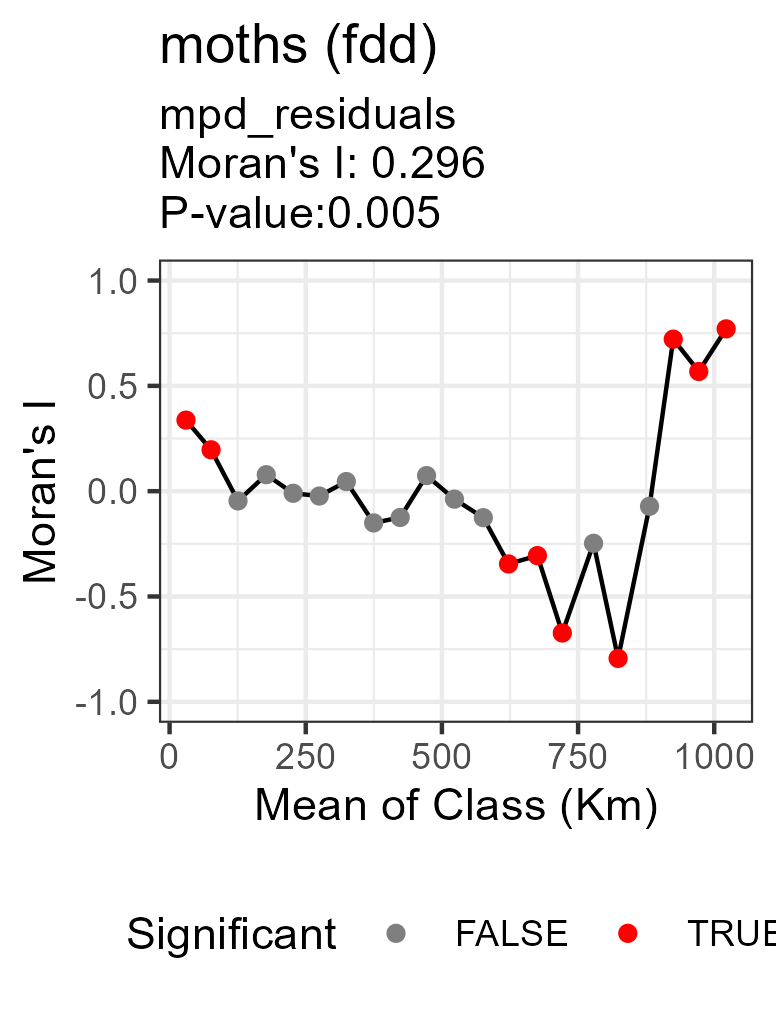 moths (fdd)
mpd_residuals
Moran's I: 0.296
P-value:0.005
Moran's I
1.0
0.5
0.0
-0.5
-1.0
0 250 500 750 1000
Mean of Class (Km)
Significant FALSE TRUE